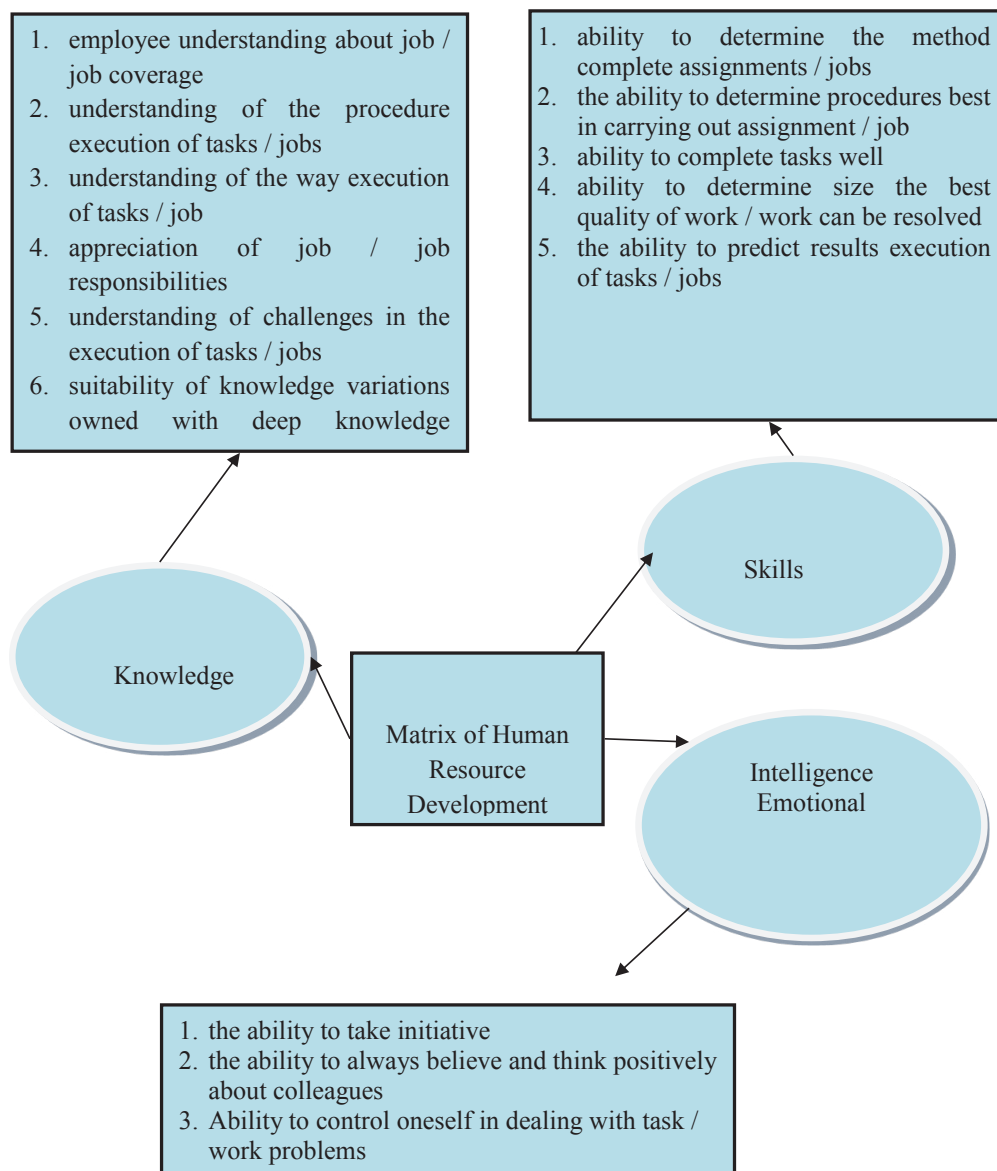 1. employee understanding about job /
job coverage
2. understanding of the procedure
execution of tasks / jobs
3. understanding of the way execution
of tasks / job
4. appreciation of job / job
responsibilities
5. understanding of challenges in the
execution of tasks / jobs
6. suitability of knowledge variations
owned with deep knowledge
1. ability to determine the method
complete assignments / jobs
2. the ability to determine procedures best
in carrying out assignment / job
3. ability to complete tasks well
4. ability to determine size the best
quality of work / work can be resolved
5. the ability to predict results execution
of tasks / jobs
Skills
Knowledge
Matrix of Human
Resource
Development
Intelligence
Emotional
1. the ability to take initiative
2. the ability to always believe and think positively
about colleagues
3. Ability to control oneself in dealing with task /
work problems